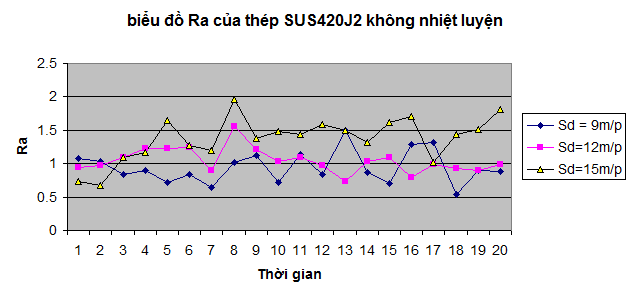 biểu đồ Ra của thép SUS420J2 không nhiệt luyện
2.5
2
1.5
1
0.5
0
Ra
1 2 3 4 5 6 7 8 9 10 11 12 13 14 15 16 17 18 19 20
Thời gian
Sd = 9m/p
Sd=12m/p
Sd=15m/p